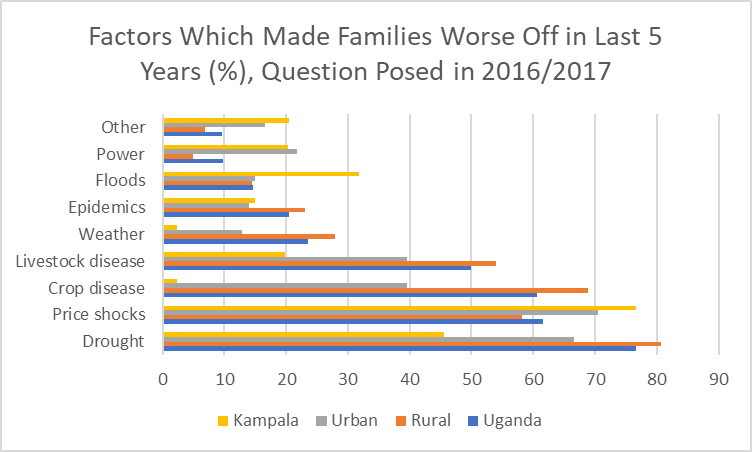 Factors Which Made Families Worse Off in Last 5
Years (%), Question Posed in 2016/2017
Other
Power
Floods
Epidemics
Weather
Livestock disease
Crop disease
Price shocks
Drought
0 10 20 30 40 50 60 70 80 90
Kampala Urban Rural Uganda